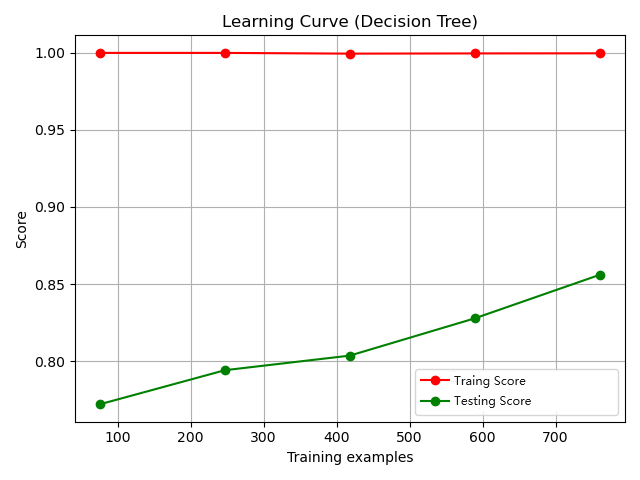 Learning Curve (Decision Tree)
1.00
0.95
0.90
0.85
0.80
Score
100 200 300 400 500 600 700
Training examples
Traing Score
Testing Score